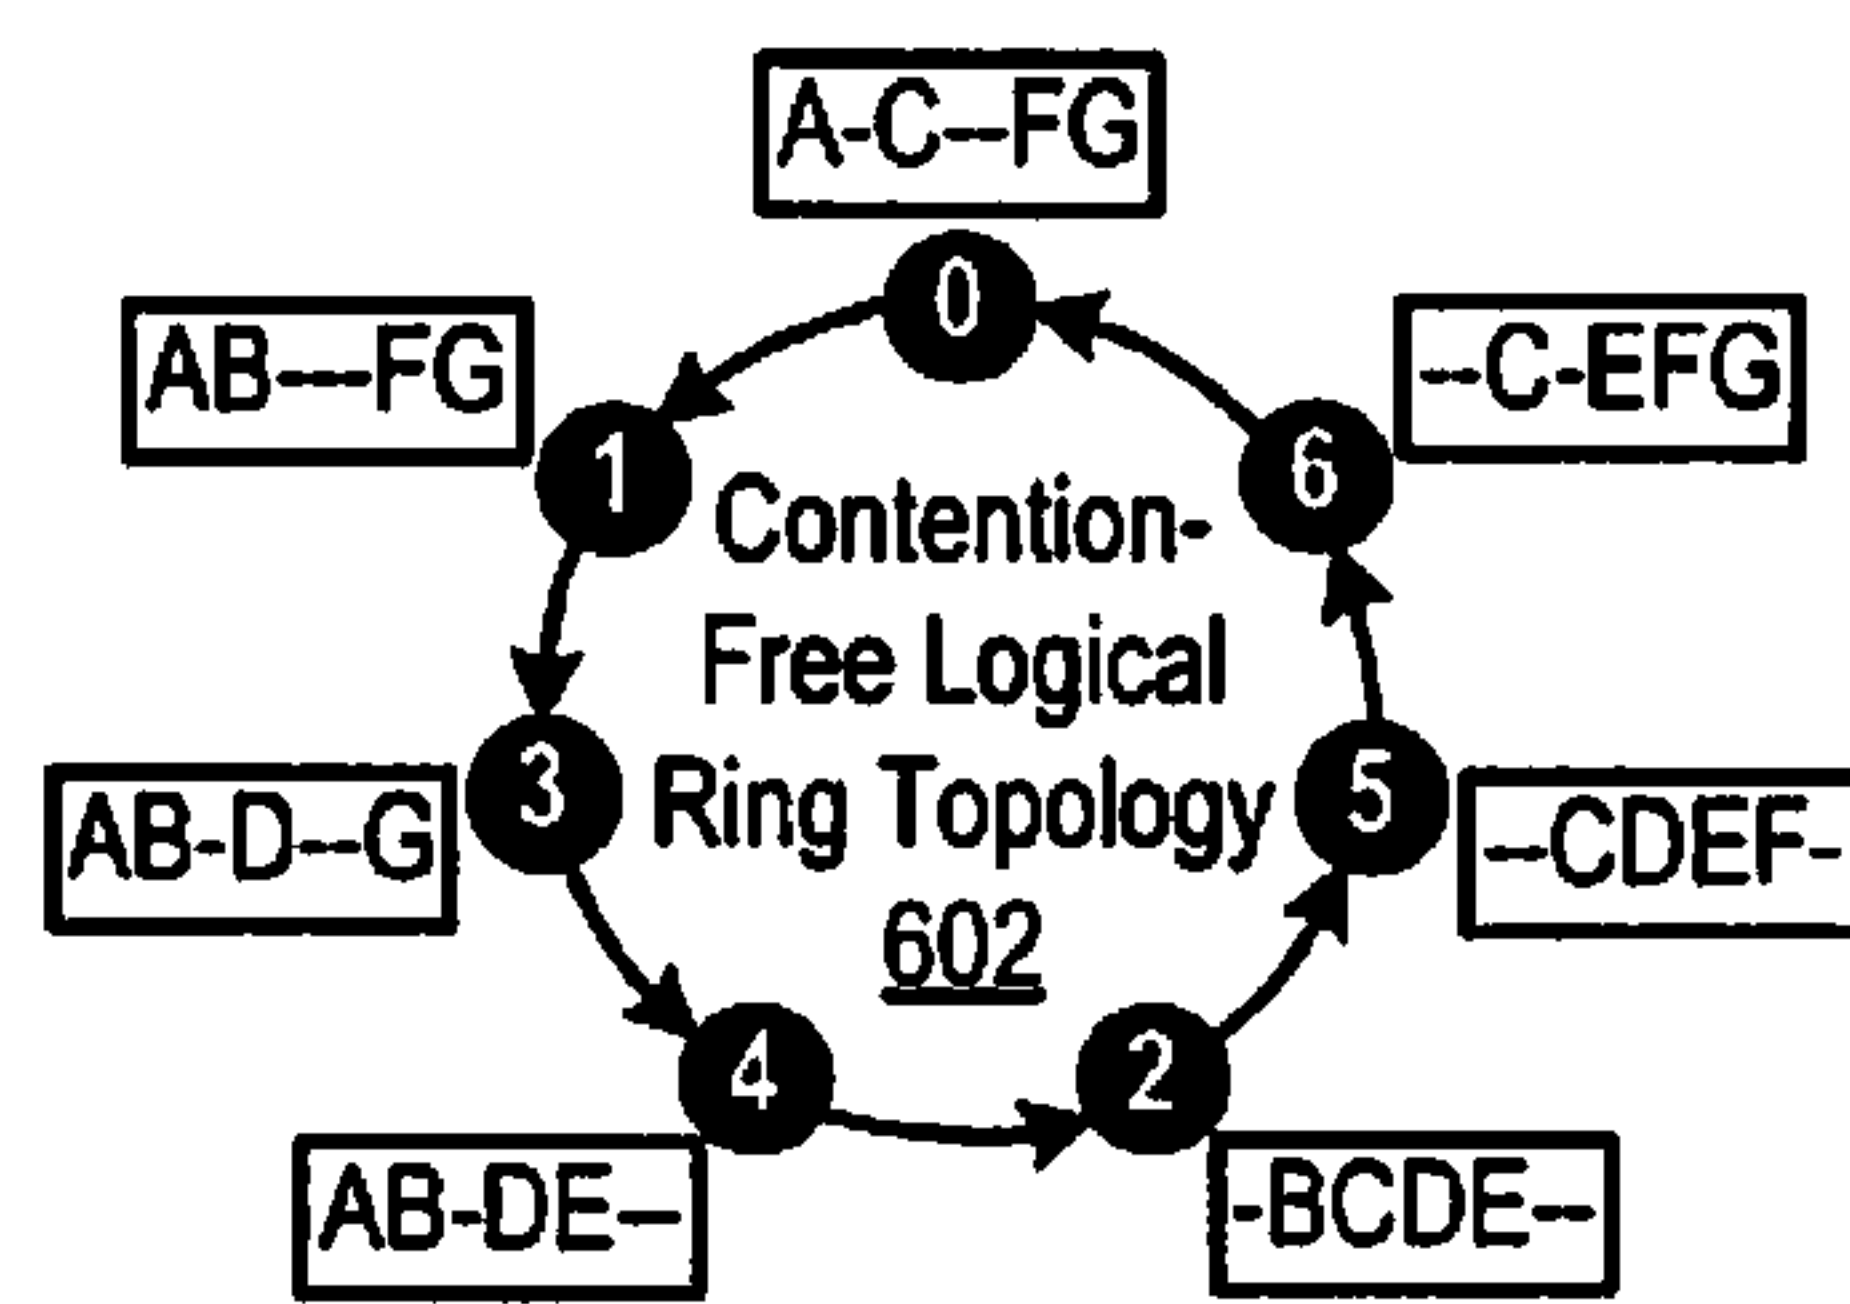 A-C--FG
0
AB---FG
--C-EFG
1
6
Contention-
Free Logical
Ring Topology
602
3
5
AB-D--G
--CDEF-
4
2
AB-DE--
-BCDE--